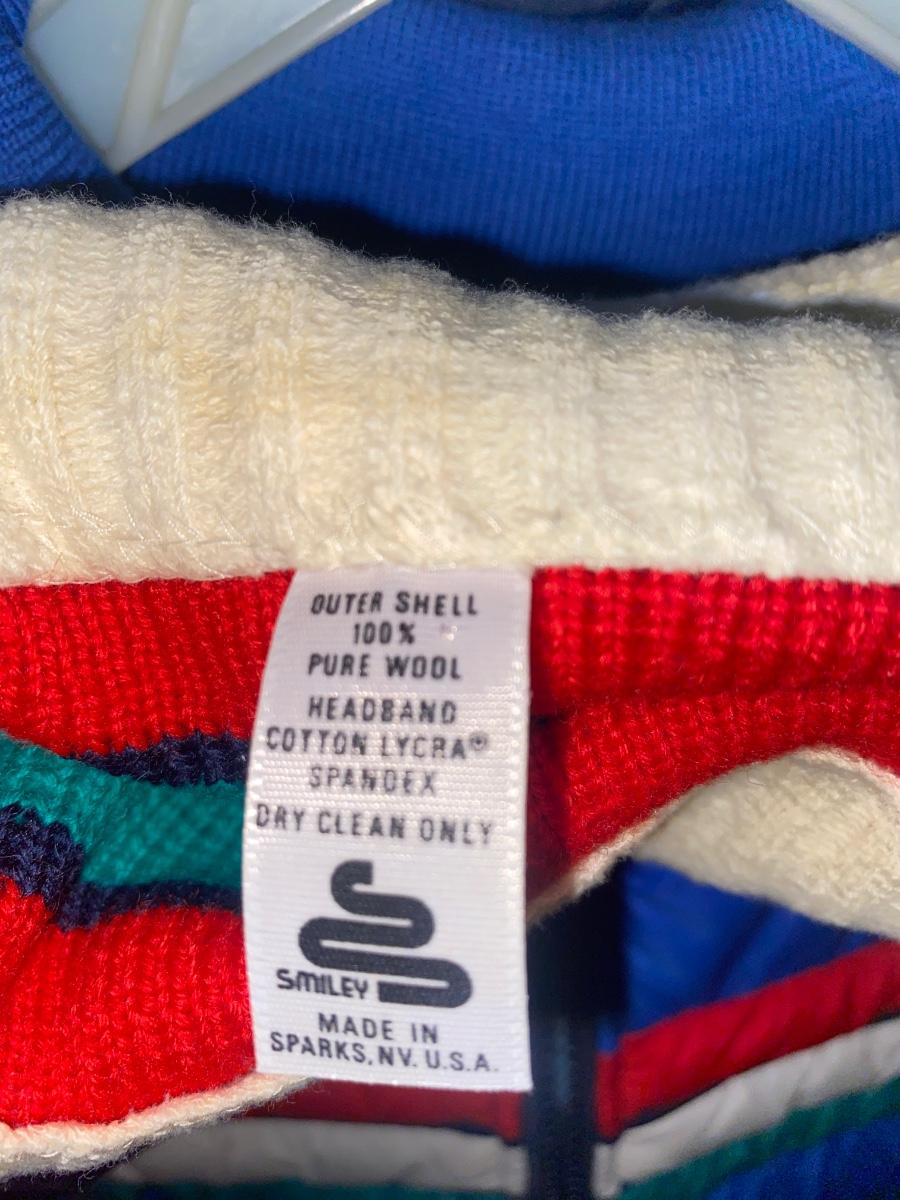 OUTER SHELL
100%
PURE WOOL
HEADBAND
COTTON LYCRA®
SPANDEX
DRY CLEAN ONLY
SMILEY
MADE IN
SPARKS, NV. U.S.A.